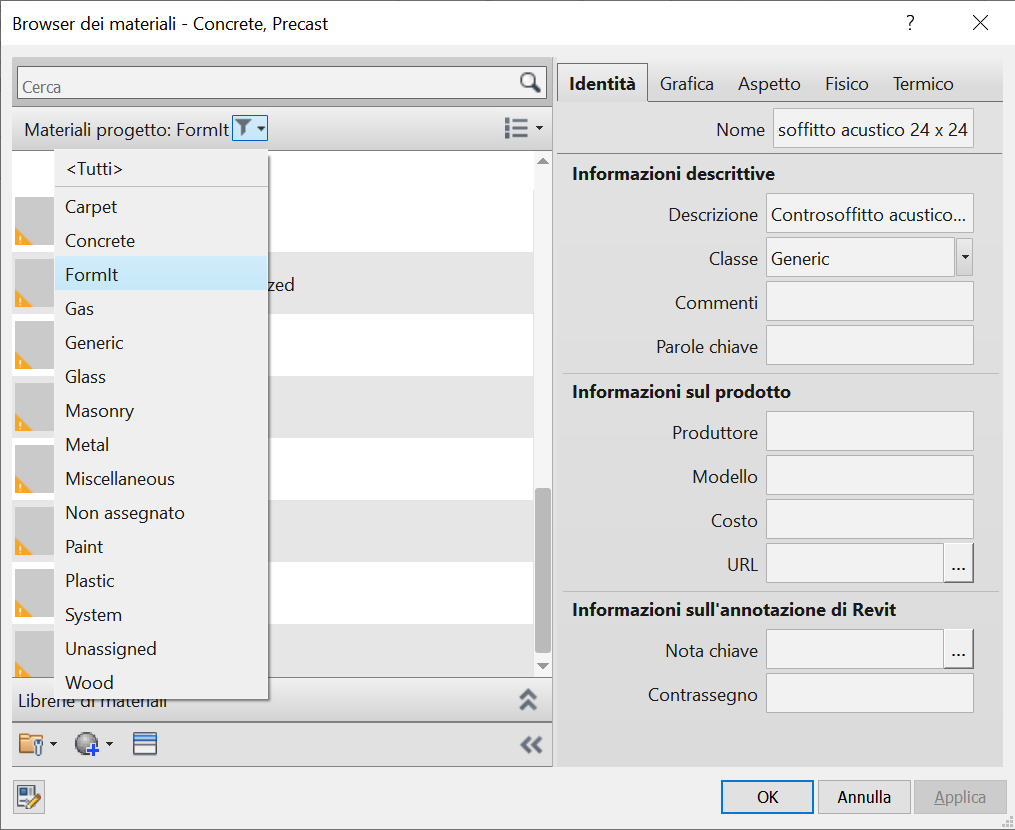 Browser dei materiali - Concrete, Precast
?
Cerca
Materiali progetto: FormIt
<Tutti>
Carpet
Concrete
FormIt
Gas
Generic
Glass
Masonry
Metal
Miscellaneous
Non assegnato
Paint
Plastic
System
Unassigned
Wood
zed
Librerie di materiali
Identità Grafica Aspetto Fisico Termico
Nome soffitto acustico 24 x 24
Informazioni descrittive
Descrizione Controsoffitto acustico...
Classe Generic
Commenti
Parole chiave
Informazioni sul prodotto
Produttore
Modello
Costo
URL ...
Informazioni sull'annotazione di Revit
Nota chiave ...
Contrassegno
OK Annulla Applica